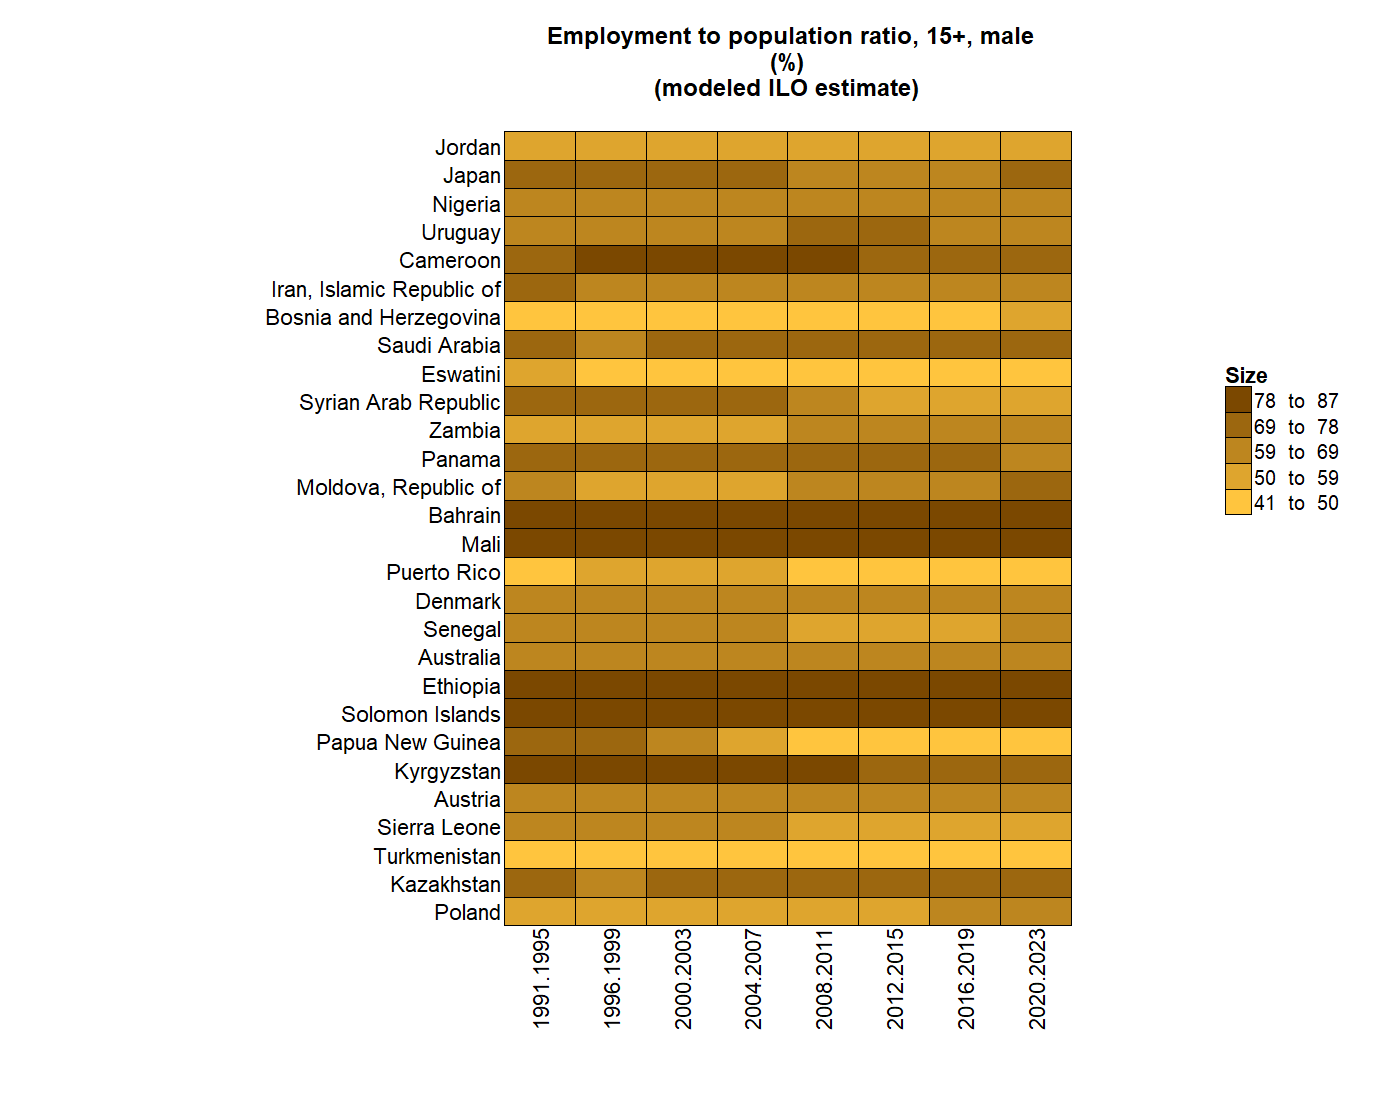 Employment to population ratio, 15+, male
(%)
(modeled ILO estimate)
Jordan
Japan
Nigeria
Uruguay
Cameroon
Iran, Islamic Republic of
Bosnia and Herzegovina
Saudi Arabia
Eswatini
Syrian Arab Republic
Zambia
Panama
Moldova, Republic of
Bahrain
Mali
Puerto Rico
Denmark
Senegal
Australia
Ethiopia
Solomon Islands
Papua New Guinea
Kyrgyzstan
Austria
Sierra Leone
Turkmenistan
Kazakhstan
Poland
1991.1995
1996.1999
2000.2003
2004.2007
2008.2011
2012.2015
2016.2019
2020.2023
Size
78 to 87
69 to 78
59 to 69
50 to 59
41 to 50